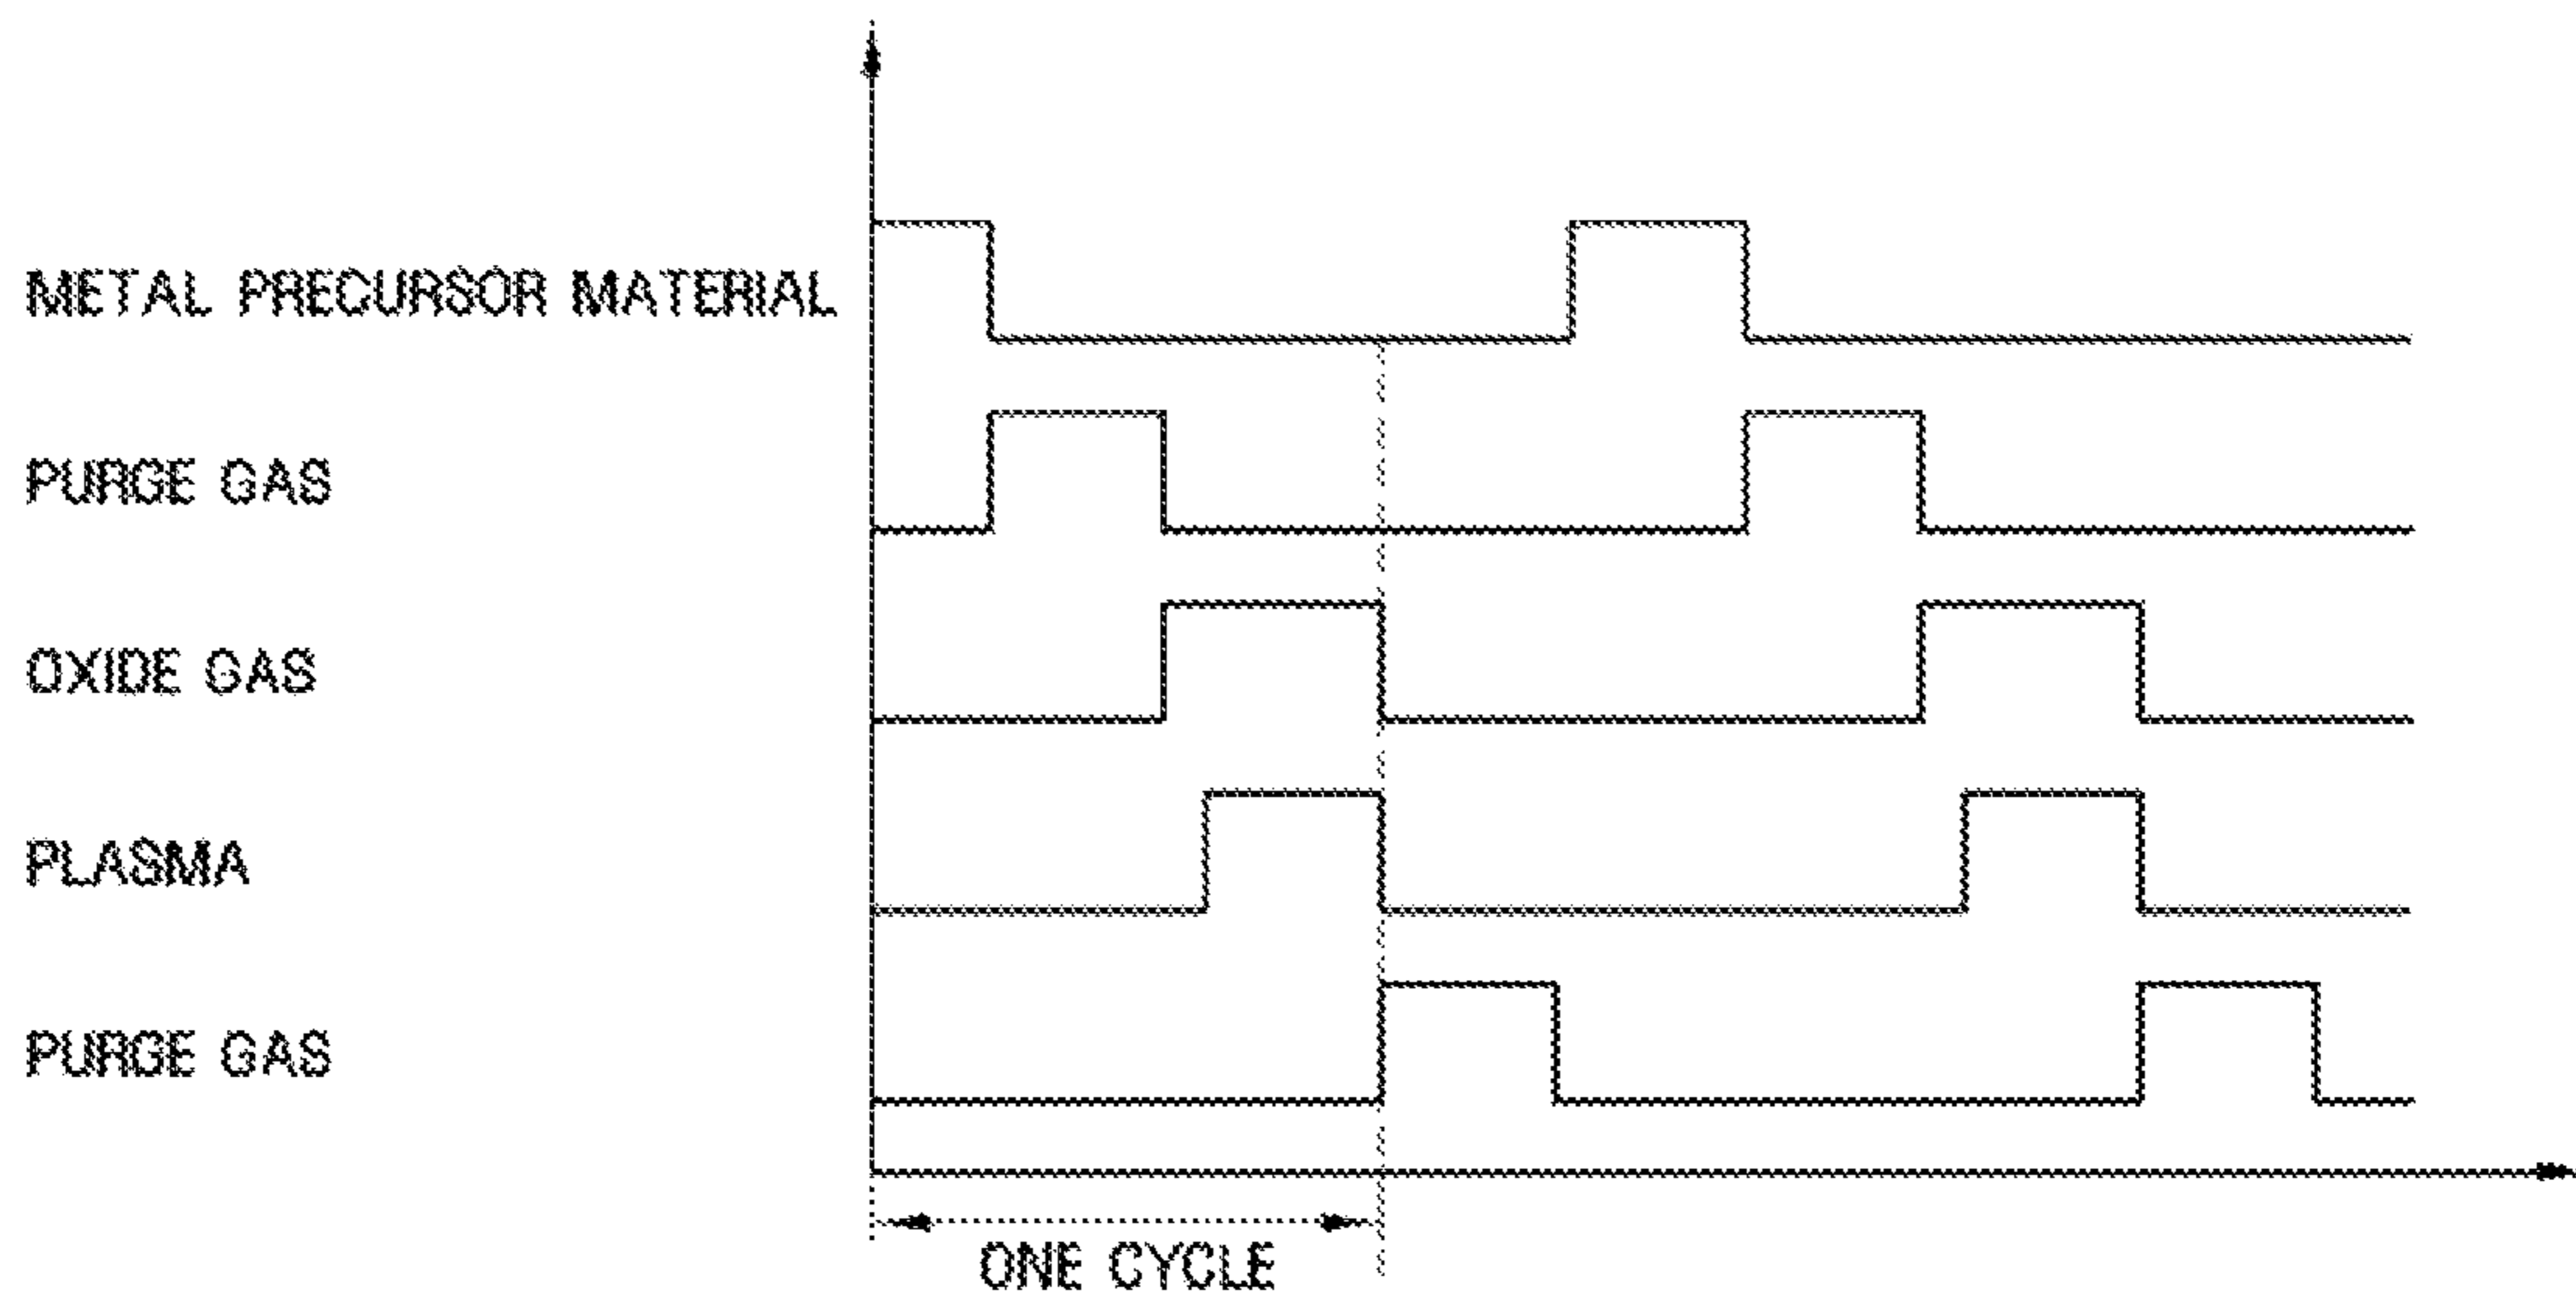 METAL PRECURSOR MATERIAL
PURGE GAS
OXIDE GAS
PLASMA
PURGE GAS
ONE CYCLE